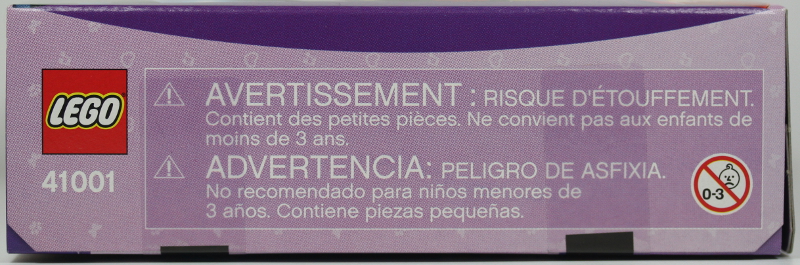 LEGO
41001
AVERTISSEMENT : RISQUE D'ÉTOUFFEMENT.
Contient des petites pièces. Ne convient pas aux enfants de
moins de 3 ans.
ADVERTENCIA: PELIGRO DE ASFIXIA.
No recomendado para niños menores de
3 años. Contiene piezas pequeñas.
0-3